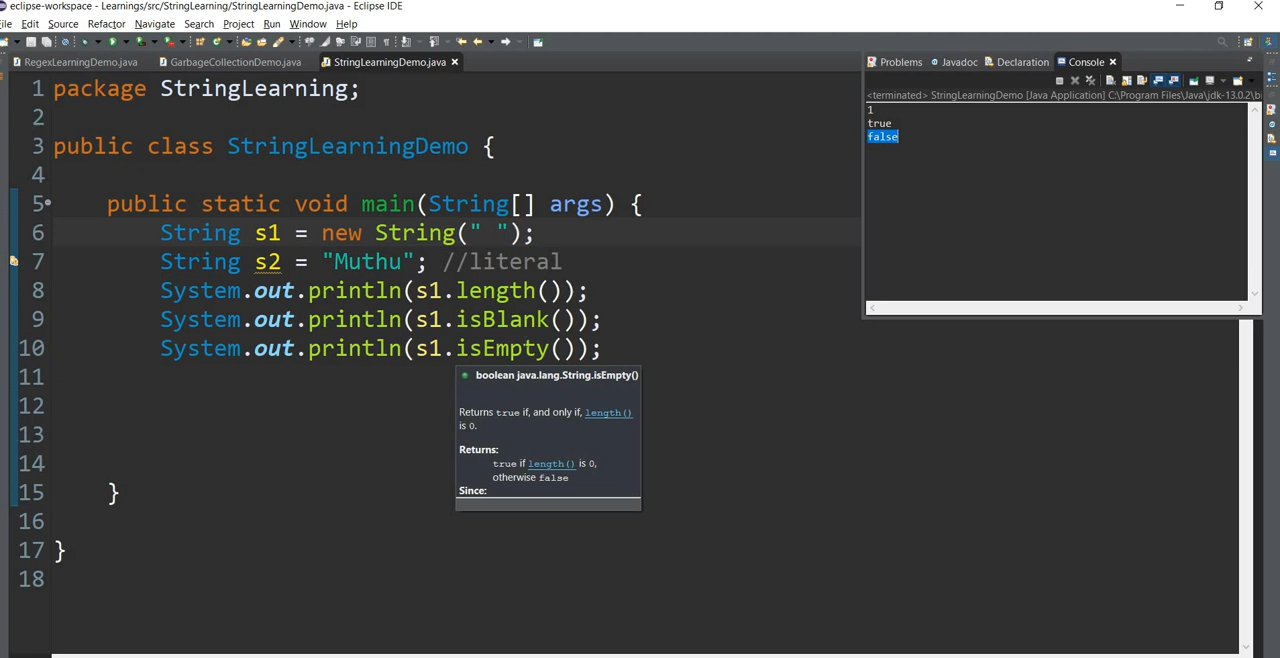 eclipse-workspace - Learnings/src/StringLearning/StringLearningDemo.java - Eclipse IDE
File Edit Source Refactor Navigate Search Project Run Window Help
RegexLearningDemo.java GarbageCollectionDemo.java StringLearningDemo.java
Problems Javadoc Declaration Console
<terminated> StringLearningDemo [Java Application] C:\Program Files\Java\jdk-13.0.2\bi
1
true
false
1 package StringLearning;
2
3 public class StringLearningDemo {
4
5 public static void main(String[] args) {
6 String s1 = new String(" ");
7 String s2 = "Muthu"; //literal
8 System.out.println(s1.length());
9 System.out.println(s1.isBlank());
10 System.out.println(s1.isEmpty());
boolean java.lang.String.isEmpty()
Returns true if, and only if, length()
is 0.
Returns:
true if length() is 0,
otherwise false
Since:
11
12
13
14
15 }
16
17 }
18